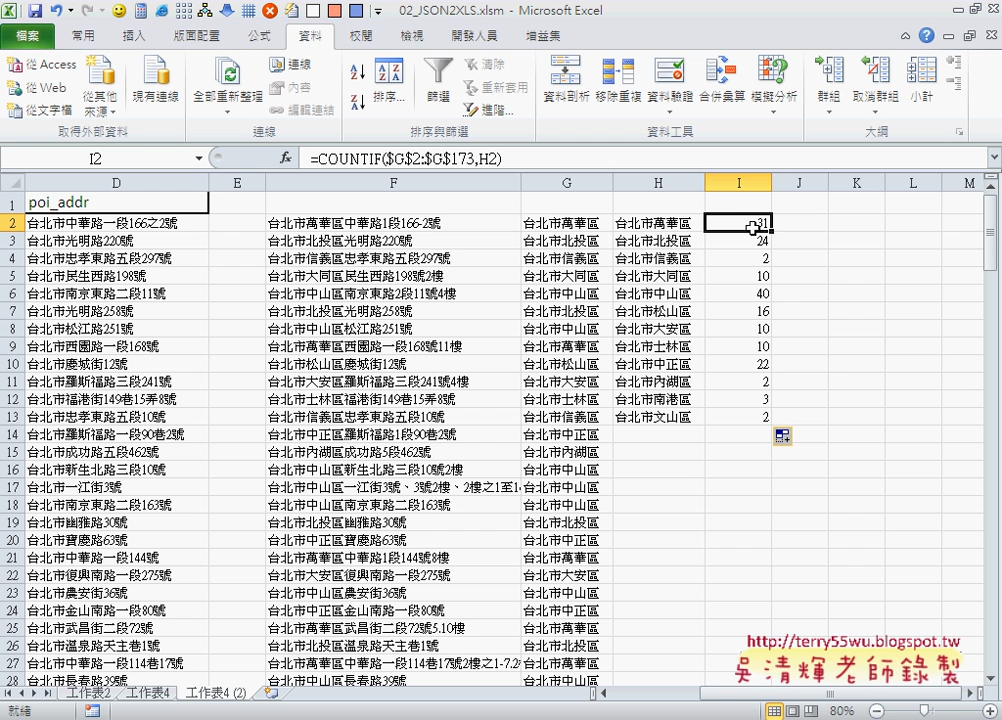 02_JSON2XLS.xlsm - Microsoft Excel
檔案 常用 插入 版面配置 公式 資料 校閱 檢視 開發人員 增益集
從 Access
從 Web
從文字檔
從其他
來源
現有連線
全部重新整理
連線
內容
編輯連結
排序...
篩選
清除
重新套用
進階...
資料剖析
移除重複
資料驗證
合併彙算
模擬分析
群組
取消群組
小計
取得外部資料 連線 排序與篩選 資料工具 大綱
I2 fx =COUNTIF($G$2:$G$173,H2)
D E F G H I J K L M
1 poi_addr
2 台北市中華路一段166之2號 台北市萬華區中華路1段166-2號 台北市萬華區 台北市萬華區 31
3 台北市光明路220號 台北市北投區光明路220號 台北市北投區 台北市北投區 24
4 台北市忠孝東路五段297號 台北市信義區忠孝東路五段297號 台北市信義區 台北市信義區 2
5 台北市民生西路198號 台北市大同區民生西路198號2樓 台北市大同區 台北市大同區 10
6 台北市南京東路二段11號 台北市中山區南京東路2段11號4樓 台北市中山區 台北市中山區 40
7 台北市光明路258號 台北市北投區光明路258號 台北市北投區 台北市松山區 16
8 台北市松江路251號 台北市中山區松江路251號 台北市中山區 台北市大安區 10
9 台北市西園路一段168號 台北市萬華區西園路一段168號11樓 台北市萬華區 台北市士林區 10
10 台北市慶城街12號 台北市松山區慶城街12號 台北市松山區 台北市中正區 22
11 台北市羅斯福路三段241號 台北市大安區羅斯福路三段241號4樓 台北市大安區 台北市內湖區 2
12 台北市福港街149巷15弄8號 台北市士林區福港街149巷15弄8號 台北市士林區 台北市南港區 3
13 台北市忠孝東路五段10號 台北市信義區忠孝東路五段10號 台北市信義區 台北市文山區 2
14 台北市羅斯福路一段90巷2號 台北市中正區羅斯福路1段90巷2號 台北市中正區
15 台北市成功路五段462號 台北市內湖區成功路5段462號 台北市內湖區
16 台北市新生北路三段10號 台北市中山區新生北路三段10號2樓 台北市中山區
17 台北市一江街3號 台北市中山區一江街3號、3號2樓、2樓之1至1 台北市中山區
18 台北市南京東路二段163號 台北市中山區南京東路二段163號 台北市中山區
19 台北市幽雅路30號 台北市北投區幽雅路30號 台北市北投區
20 台北市寶慶路63號 台北市中正區寶慶路63號 台北市中正區
21 台北市中華路一段144號 台北市萬華區中華路1段144號8樓 台北市萬華區
22 台北市復興南路一段275號 台北市大安區復興南路一段275號 台北市大安區
23 台北市農安街36號 台北市中山區農安街36號 台北市中山區
24 台北市金山南路一段80號 台北市中正區金山南路一段80號 台北市中正區
25 台北市武昌街二段72號 台北市萬華區武昌街二段72號5.10樓 台北市萬華區
26 台北市溫泉路天主巷1號 台北市北投區溫泉路天主巷1號 台北市北投區
27 台北市中華路一段114巷17號 台北市萬華區中華路一段114巷17號2樓之1-7.2 台北市萬華區
28 台北市長春路39號 台北市中山區長春路39號 台北市中山區
http://terry55wu.blogspot.tw
吳清輝老師錄製
工作表2 工作表4 工作表4 (2)
就緒 80%